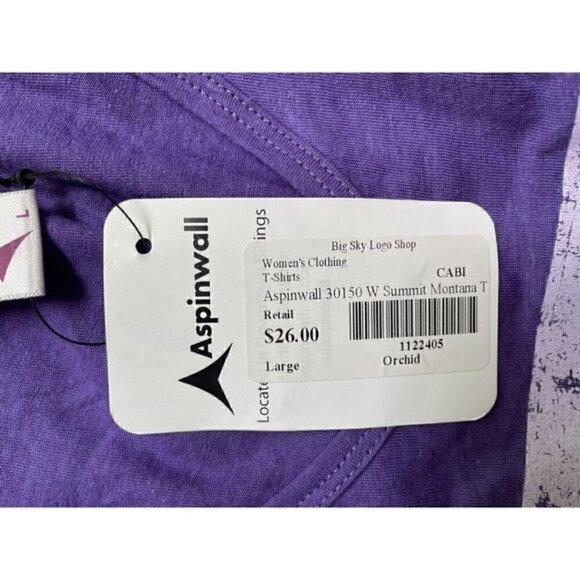 L
Aspinwall
Locate
ings
Big Sky Logo Shop
Women's Clothing
T-Shirts CABI
Aspinwall 30150 W Summit Montana T
Retail
$26.00
1122405
Large Orchid